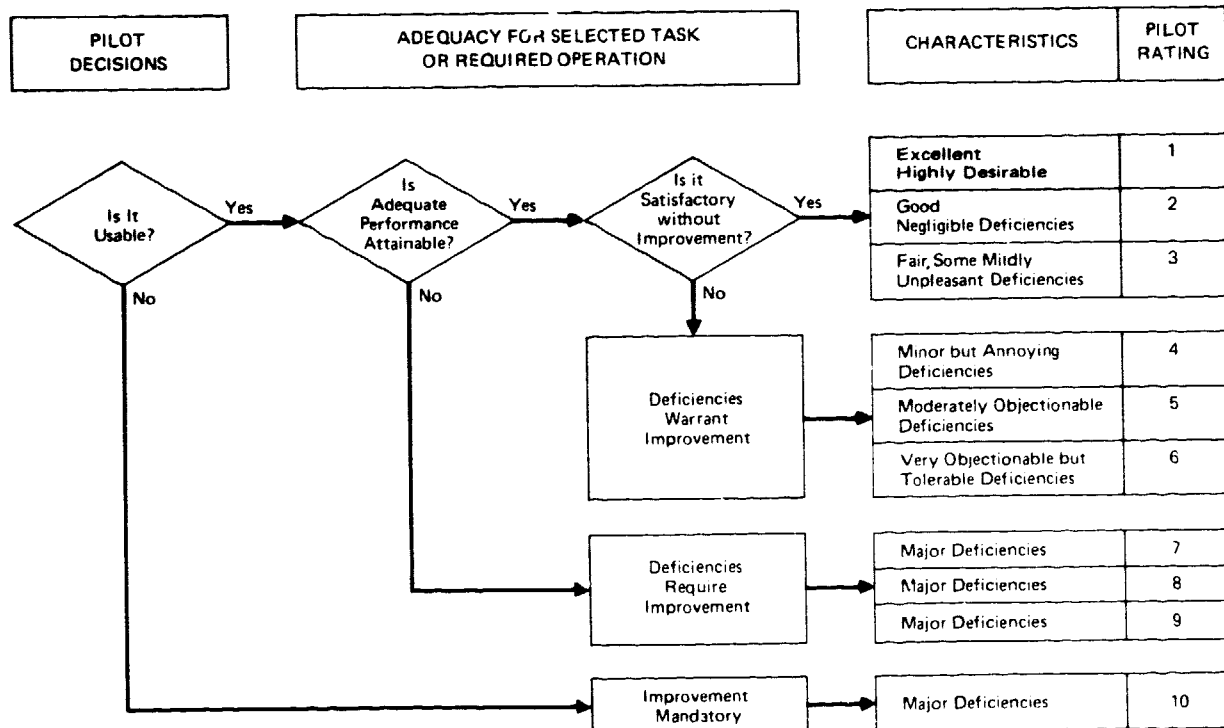 PILOT
DECISIONS
ADEQUACY FOR SELECTED TASK
OR REQUIRED OPERATION
CHARACTERISTICS
PILOT
RATING
Is It
Usable?
Yes
No
Is
Adequate
Performance
Attainable?
Yes
No
Is it
Satisfactory
without
Improvement?
Yes
No
Excellent
Highly Desirable
1
Good
Negligible Deficiencies
2
Fair, Some Mildly
Unpleasant Deficiencies
3
Deficiencies
Warrant
Improvement
Minor but Annoying
Deficiencies
4
Moderately Objectionable
Deficiencies
5
Very Objectionable but
Tolerable Deficiencies
6
Deficiencies
Require
Improvement
Major Deficiencies
7
Major Deficiencies
8
Major Deficiencies
9
Improvement
Mandatory
Major Deficiencies
10